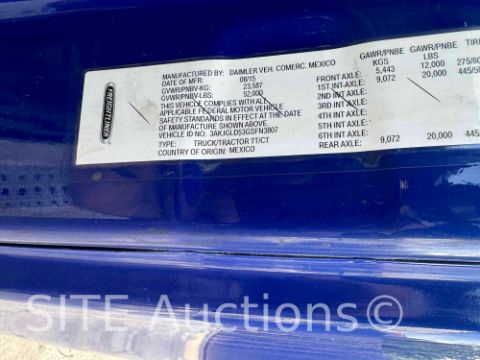 FREIGHTLINER
MANUFACTURED BY: DAIMLER VEH. COMERC. MEXICO
DATE OF MFR: 08/15
GVWR/PNBV-KG: 23,587
GVWR/PNBV-LBS: 52,000
THIS VEHICLE COMPLIES WITH ALL
APPLICABLE FEDERAL MOTOR VEHICLE
SAFETY STANDARDS IN EFFECT AT THE DATE
OF MANUFACTURE SHOWN ABOVE.
VEHICLE ID NO: 3AKJGLD53GSFN3807
TYPE: TRUCK/TRACTOR TT/CT
COUNTRY OF ORIGIN: MEXICO
GAWR/PNBE GAWR/PNBE TIRE
KGS LBS
FRONT AXLE: 5,443 12,000 275/80
1ST INT AXLE: 9,072 20,000 445/50
2ND INT AXLE:
3RD INT AXLE:
4TH INT AXLE:
5TH INT AXLE:
6TH INT AXLE:
REAR AXLE: 9,072 20,000 445/50
SITE Auctions©